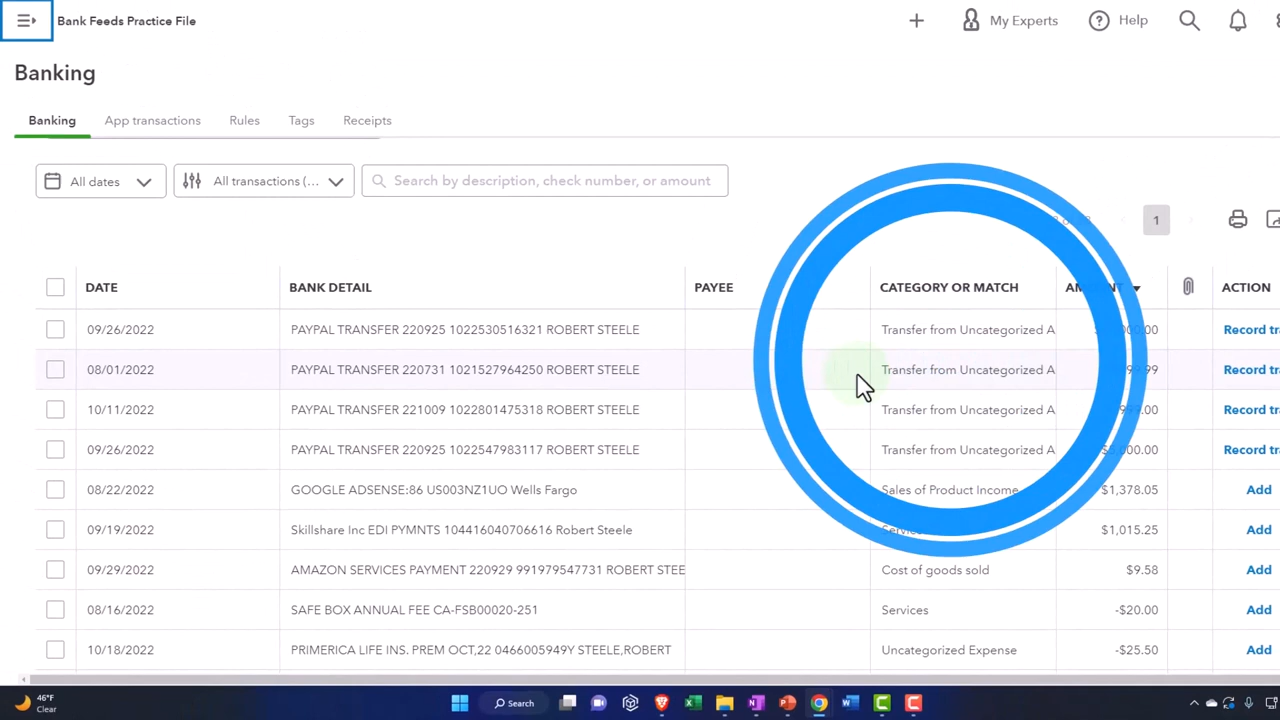 Bank Feeds Practice File
My Experts
Help
Banking
Banking App transactions Rules Tags Receipts
All dates
All transactions (...
Search by description, check number, or amount
1
DATE BANK DETAIL PAYEE CATEGORY OR MATCH ACTION
09/26/2022 PAYPAL TRANSFER 220925 1022530516321 ROBERT STEELE Transfer from Uncategorized A Record tr
08/01/2022 PAYPAL TRANSFER 220731 1021527964250 ROBERT STEELE Transfer from Uncategorized A Record tr
10/11/2022 PAYPAL TRANSFER 221009 1022801475318 ROBERT STEELE Transfer from Uncategorized A Record tr
09/26/2022 PAYPAL TRANSFER 220925 1022547983117 ROBERT STEELE Transfer from Uncategorized A Record tr
08/22/2022 GOOGLE ADSENSE:86 US003NZ1UO Wells Fargo Sales of Product Income $1,378.05 Add
09/19/2022 Skillshare Inc EDI PYMNTS 104416040706616 Robert Steele $1,015.25 Add
09/29/2022 AMAZON SERVICES PAYMENT 220929 991979547731 ROBERT STEE Cost of goods sold $9.58 Add
08/16/2022 SAFE BOX ANNUAL FEE CA-FSB00020-251 Services -$20.00 Add
10/18/2022 PRIMERICA LIFE INS. PREM OCT,22 0466005949Y STEELE,ROBERT Uncategorized Expense -$25.50 Add
46°F
Clear
Search